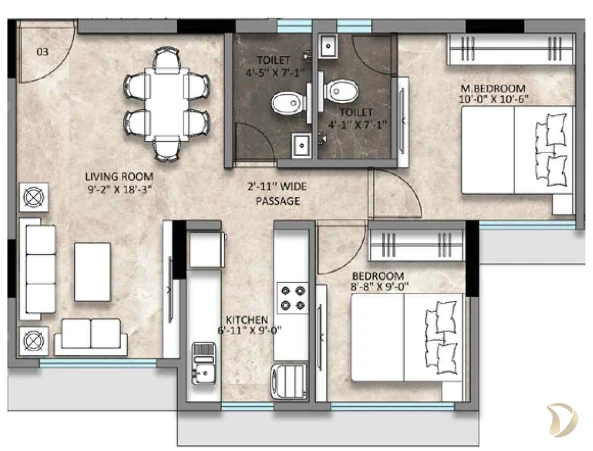 03
TOILET
4'-5" X 7'-1"
TOILET
4'-1" X 7'-1"
M.BEDROOM
10'-0" X 10'-6"
LIVING ROOM
9'-2" X 18'-3"
2'-11" WIDE
PASSAGE
BEDROOM
8'-8" X 9'-0"
KITCHEN
6'-11" X 9'-0"